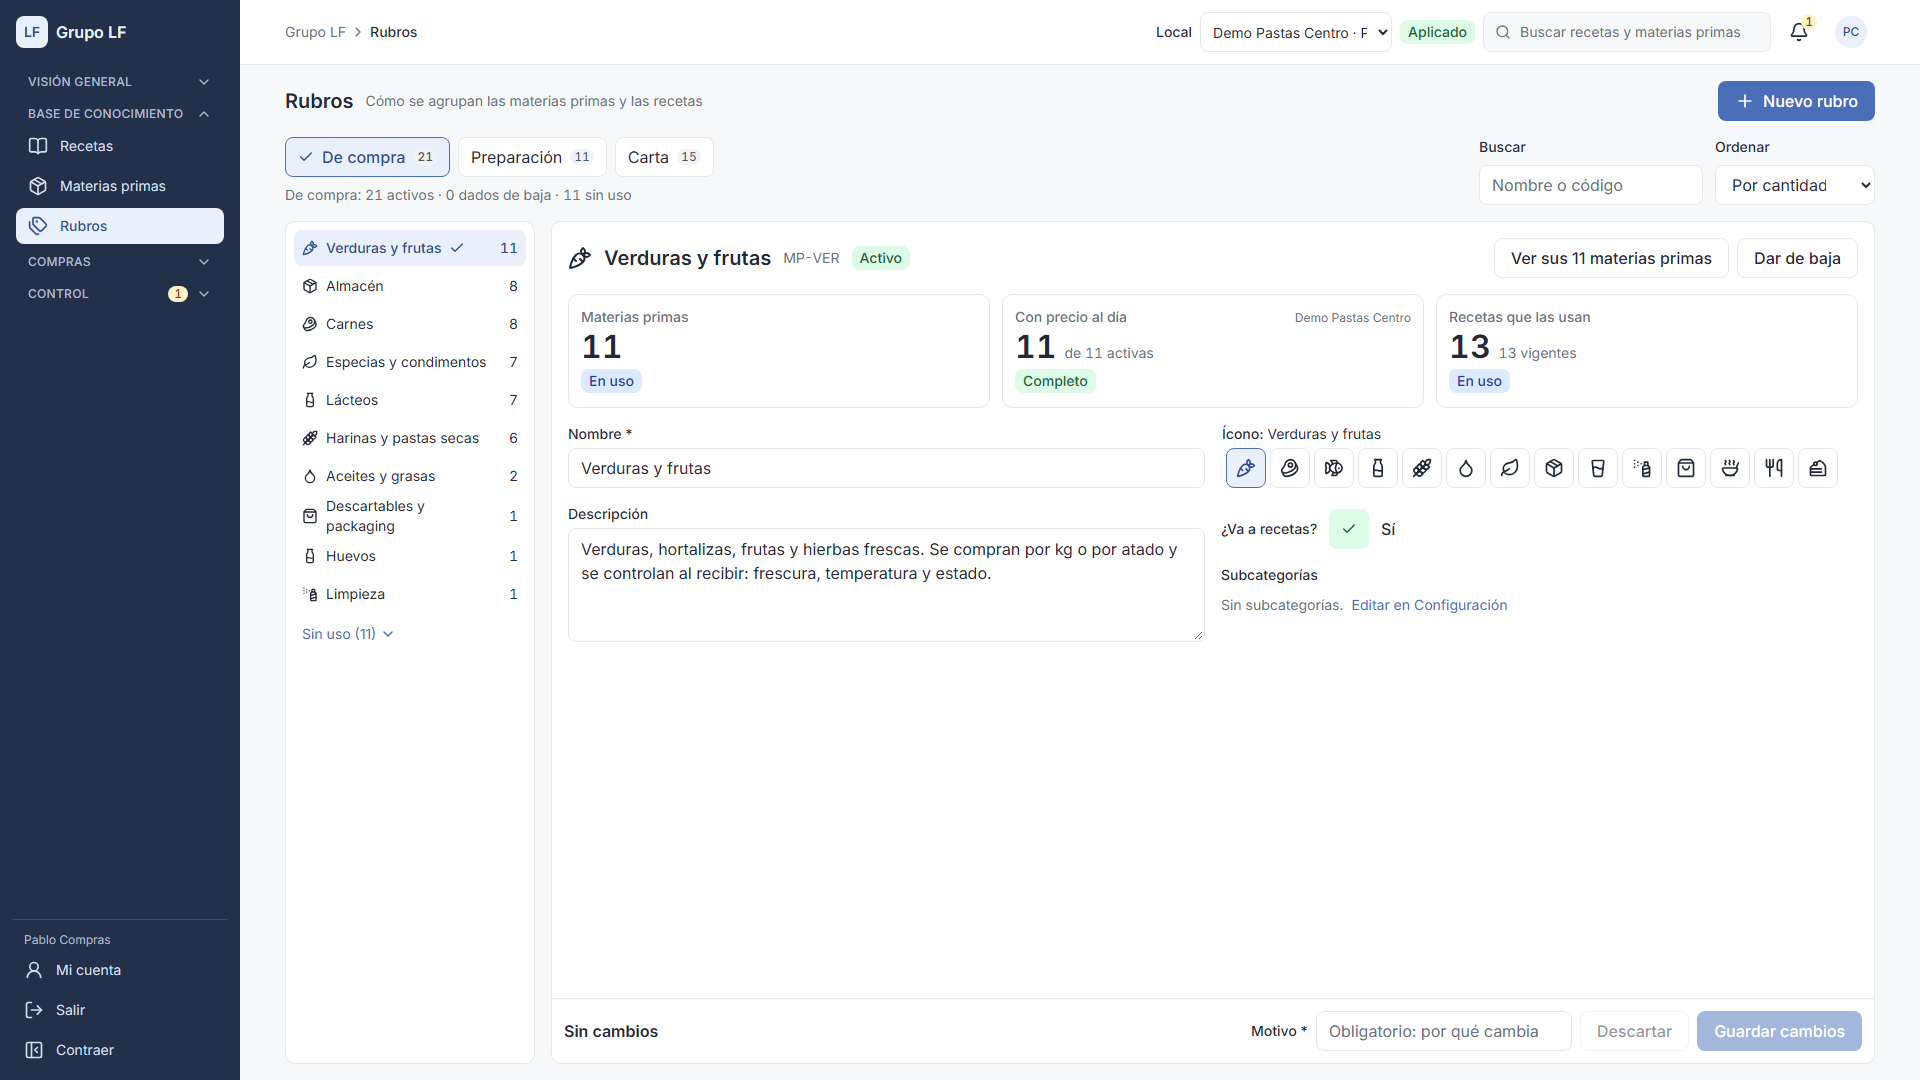 LF Grupo LF
VISIÓN GENERAL
BASE DE CONOCIMIENTO
Recetas
Materias primas
Rubros
COMPRAS
CONTROL 1
Pablo Compras
Mi cuenta
Salir
Contraer
Grupo LF > Rubros
Local Demo Pastas Centro · P Aplicado Buscar recetas y materias primas 1 PC
Rubros Cómo se agrupan las materias primas y las recetas
+ Nuevo rubro
De compra 21 Preparación 11 Carta 15
De compra: 21 activos · 0 dados de baja · 11 sin uso
Buscar
Nombre o código
Ordenar
Por cantidad
Verduras y frutas 11
Almacén 8
Carnes 8
Especias y condimentos 7
Lácteos 7
Harinas y pastas secas 6
Aceites y grasas 2
Descartables y
packaging 1
Huevos 1
Limpieza 1
Sin uso (11)
Verduras y frutas MP-VER Activo
Ver sus 11 materias primas Dar de baja
Materias primas
11
En uso
Con precio al día Demo Pastas Centro
11 de 11 activas
Completo
Recetas que las usan
13 13 vigentes
En uso
Nombre *
Verduras y frutas
Descripción
Verduras, hortalizas, frutas y hierbas frescas. Se compran por kg o por atado y
se controlan al recibir: frescura, temperatura y estado.
Ícono: Verduras y frutas
¿Va a recetas? Sí
Subcategorías
Sin subcategorías. Editar en Configuración
Sin cambios
Motivo * Obligatorio: por qué cambia Descartar Guardar cambios